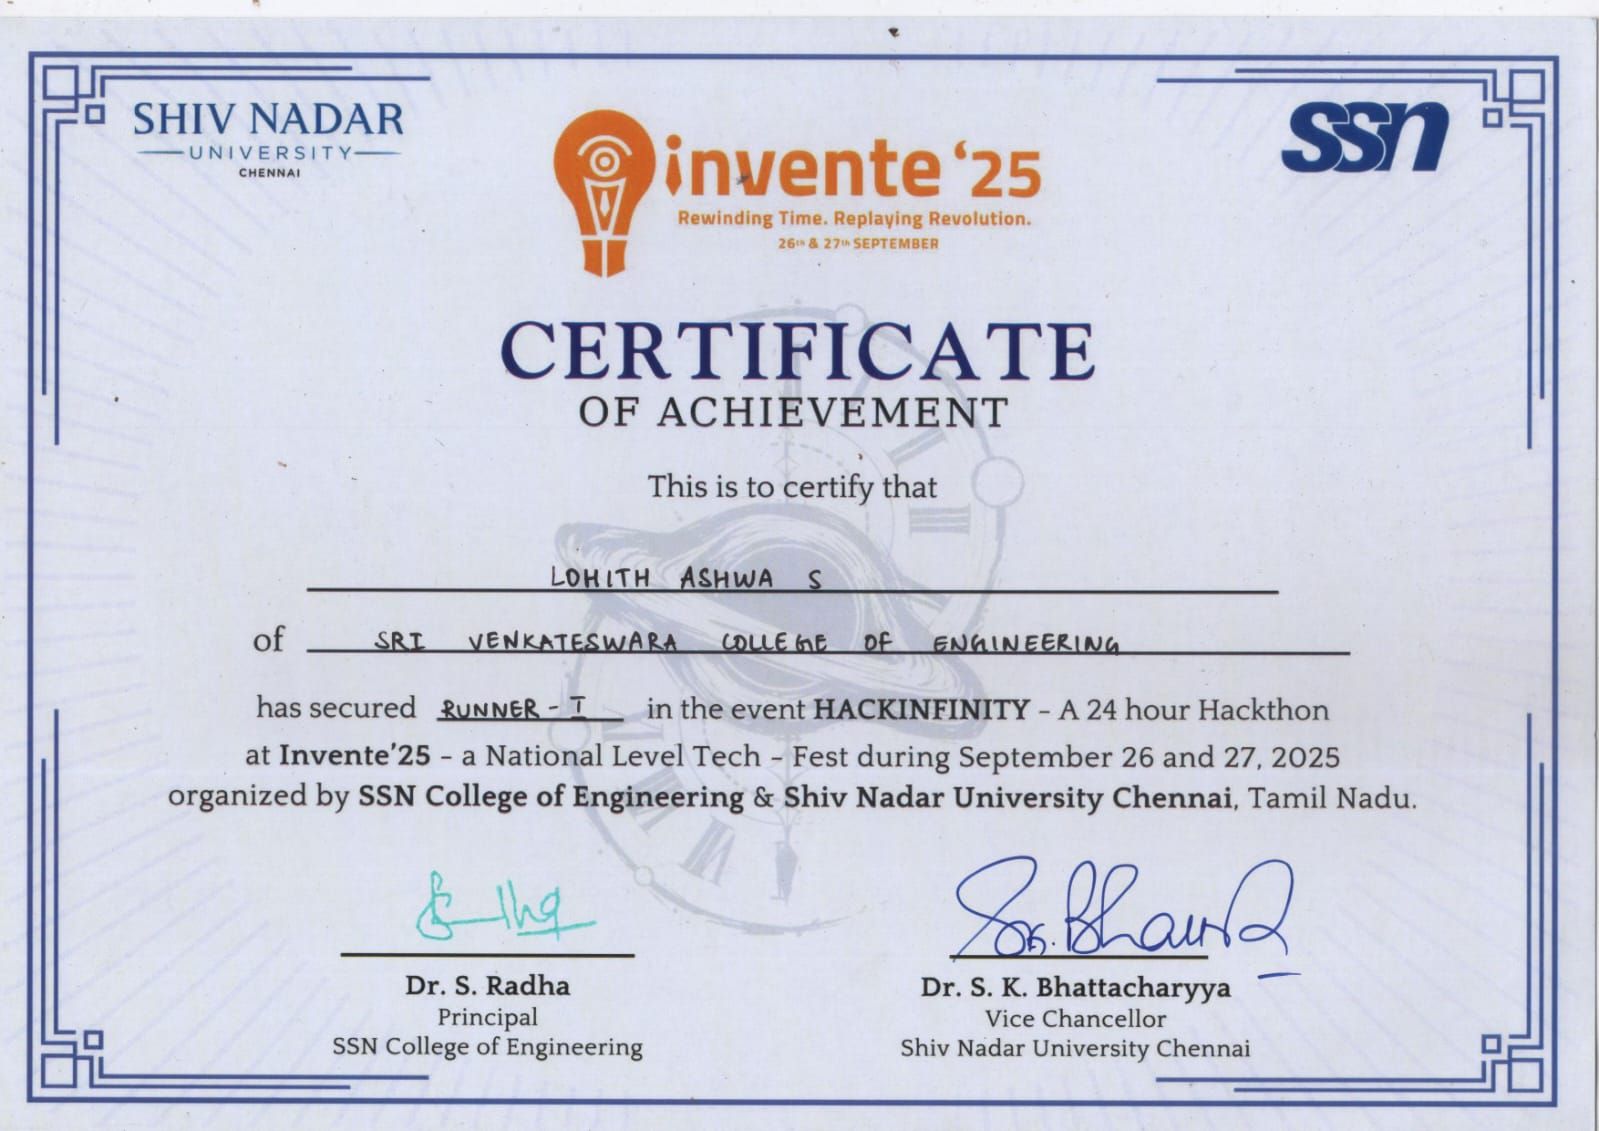 SHIV NADAR
UNIVERSITY
CHENNAI
invente '25
Rewinding Time. Replaying Revolution.
26th & 27th SEPTEMBER
ssn
CERTIFICATE
OF ACHIEVEMENT
This is to certify that
LOHITH ASHWA S
of SRI VENKATESWARA COLLEGE OF ENGINEERING
has secured RUNNER - I in the event HACKINFINITY - A 24 hour Hackthon
at Invente'25 - a National Level Tech - Fest during September 26 and 27, 2025
organized by SSN College of Engineering & Shiv Nadar University Chennai, Tamil Nadu.
Dr. S. Radha
Principal
SSN College of Engineering
Dr. S. K. Bhattacharyya
Vice Chancellor
Shiv Nadar University Chennai